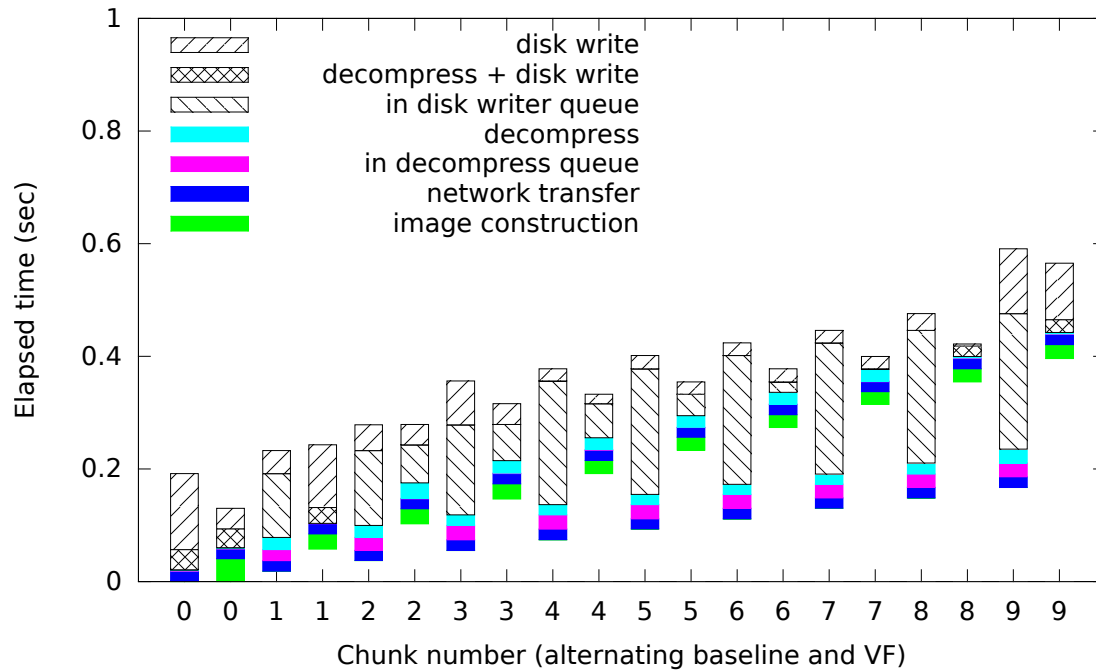 1
disk write
decompress + disk write
in disk writer queue
decompress
in decompress queue
network transfer
image construction
0.8
0.6
0.4
0.2
0
Elapsed time (sec)
0 0 1 1 2 2 3 3 4 4 5 5 6 6 7 7 8 8 9 9
Chunk number (alternating baseline and VF)